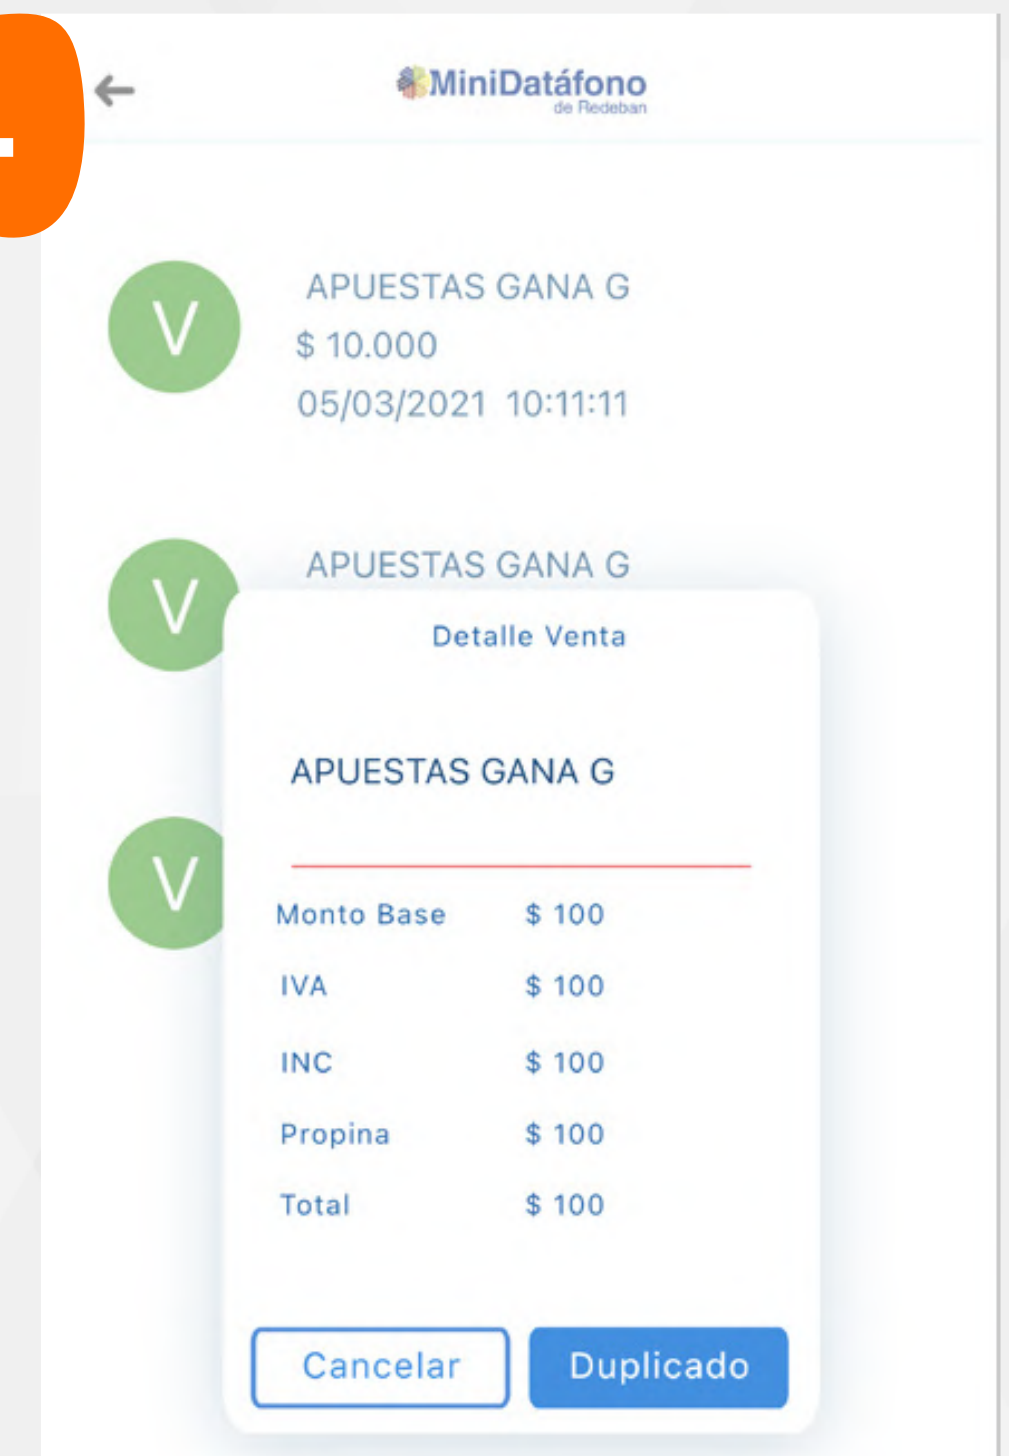 MiniDatáfono
de Redeban
V
APUESTAS GANA G
$ 10.000
05/03/2021 10:11:11
V
APUESTAS GANA G
Detalle Venta
APUESTAS GANA G
V
Monto Base $ 100
IVA $ 100
INC $ 100
Propina $ 100
Total $ 100
Cancelar
Duplicado